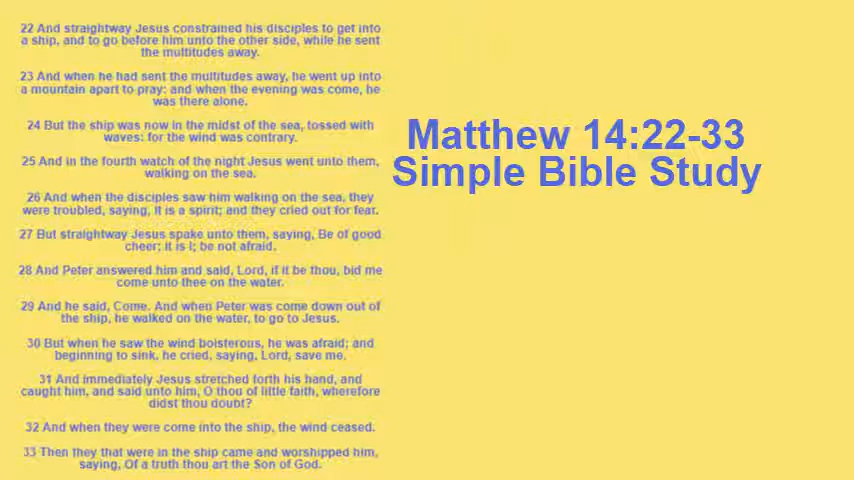 22 And straightway Jesus constrained his disciples to get into
a ship, and to go before him unto the other side, while he sent
the multitudes away.
23 And when he had sent the multitudes away, he went up into
a mountain apart to pray: and when the evening was come, he
was there alone.
24 But the ship was now in the midst of the sea, tossed with
waves: for the wind was contrary.
25 And in the fourth watch of the night Jesus went unto them,
walking on the sea.
26 And when the disciples saw him walking on the sea, they
were troubled, saying, It is a spirit; and they cried out for fear.
27 But straightway Jesus spake unto them, saying, Be of good
cheer; it is I; be not afraid.
28 And Peter answered him and said, Lord, if it be thou, bid me
come unto thee on the water.
29 And he said, Come. And when Peter was come down out of
the ship, he walked on the water, to go to Jesus.
30 But when he saw the wind boisterous, he was afraid; and
beginning to sink, he cried, saying, Lord, save me.
31 And immediately Jesus stretched forth his hand, and
caught him, and said unto him, O thou of little faith, wherefore
didst thou doubt?
32 And when they were come into the ship, the wind ceased.
33 Then they that were in the ship came and worshipped him,
saying, Of a truth thou art the Son of God.
Matthew 14:22-33
Simple Bible Study